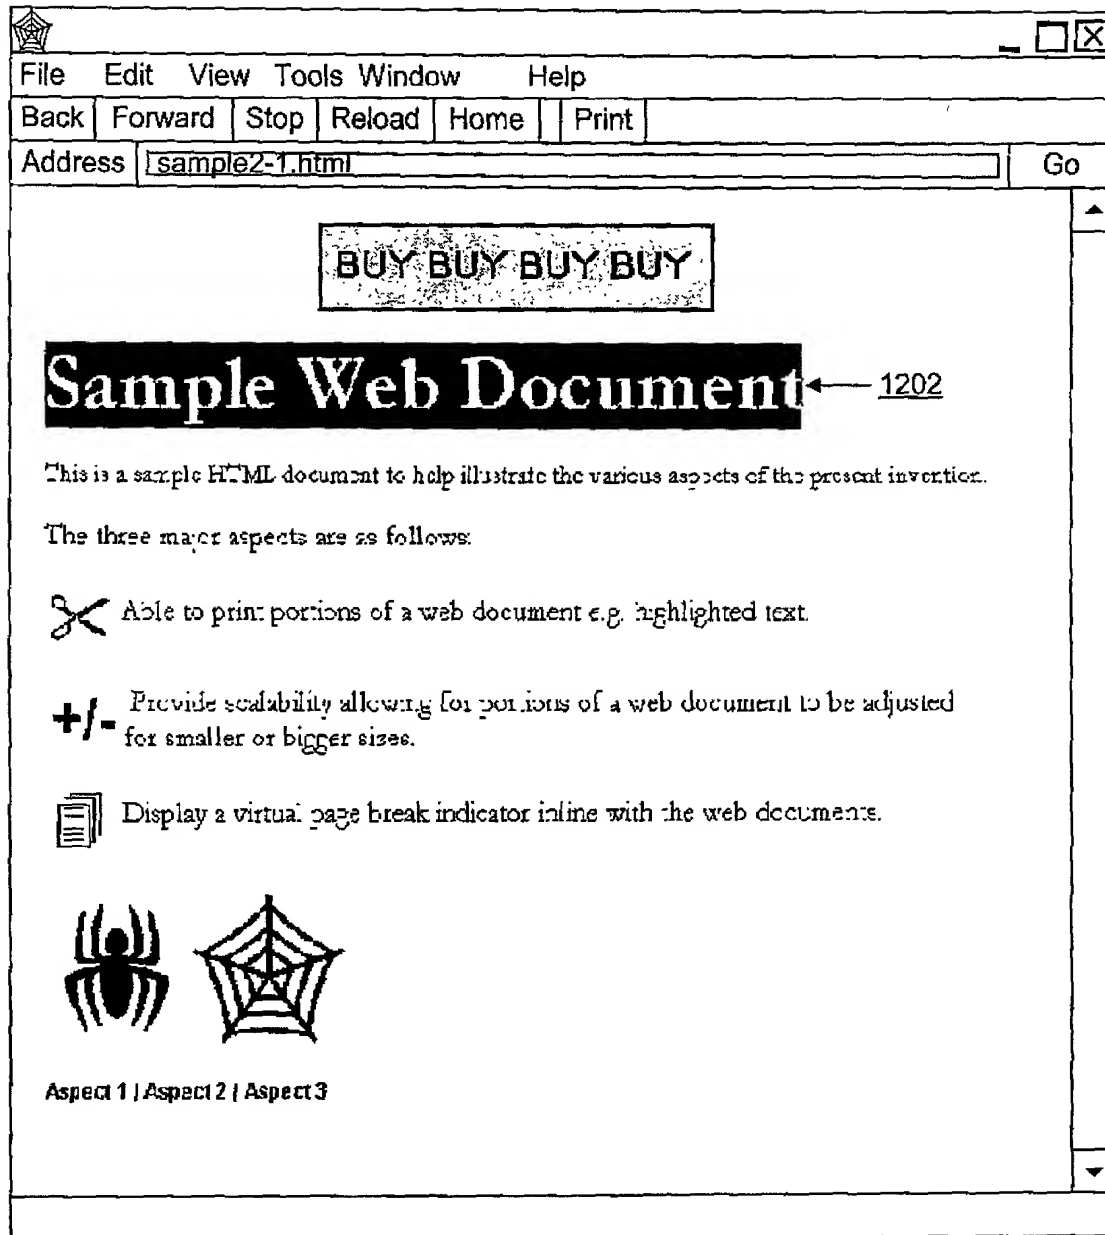 File Edit View Tools Window Help
Back Forward Stop Reload Home Print
Address sample2-1.html Go
BUY BUY BUY BUY
Sample Web Document 1202
This is a sample HTML document to help illustrate the various aspects of the present invention.
The three major aspects are as follows:
Able to print portions of a web document e.g. highlighted text.
+/- Provide scalability allowing for portions of a web document to be adjusted
for smaller or bigger sizes.
Display a virtual page break indicator inline with the web documents.
Aspect 1 | Aspect 2 | Aspect 3